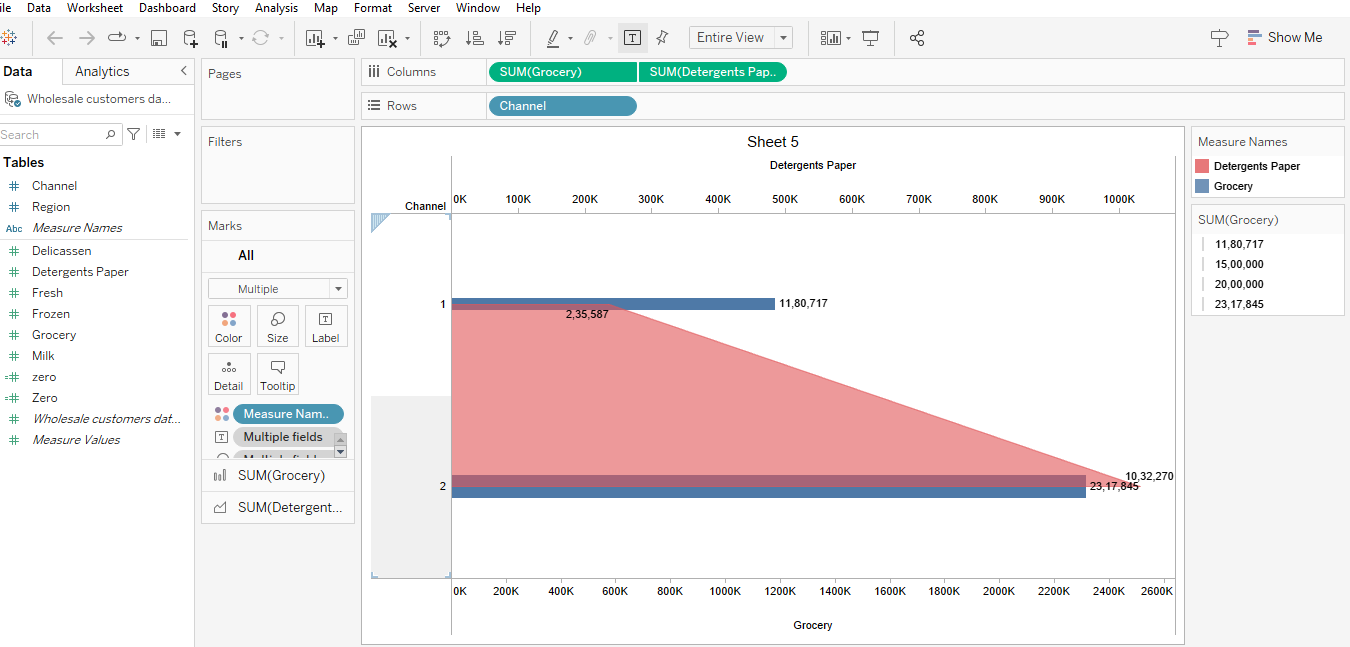 ile Data Worksheet Dashboard Story Analysis Map Format Server Window Help
T Entire View Show Me
Data Analytics
Wholesale customers da...
Search
Tables
Channel
Region
Abc Measure Names
Delicassen
Detergents Paper
Fresh
Frozen
Grocery
Milk
zero
Zero
Wholesale customers dat...
Measure Values
Pages
Filters
Marks
All
Multiple
Color Size Label
Detail Tooltip
Measure Nam..
Multiple fields
SUM(Grocery)
SUM(Detergent...
Columns SUM(Grocery) SUM(Detergents Pap..
Rows Channel
Sheet 5
Detergents Paper
Channel 0K 100K 200K 300K 400K 500K 600K 700K 800K 900K 1000K
1 11,80,717
2,35,587
10,32,270
2 23,17,845
0K 200K 400K 600K 800K 1000K 1200K 1400K 1600K 1800K 2000K 2200K 2400K 2600K
Grocery
Measure Names
Detergents Paper
Grocery
SUM(Grocery)
11,80,717
15,00,000
20,00,000
23,17,845